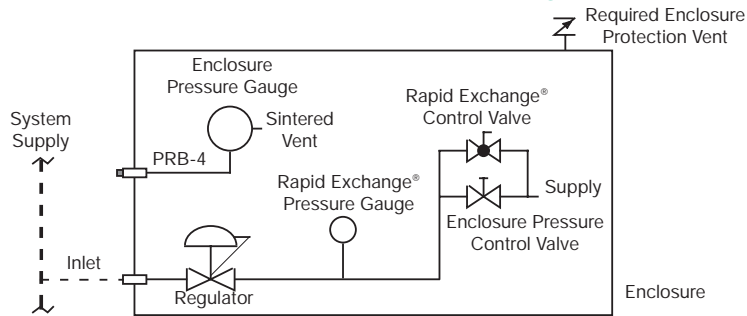 Required Enclosure
Protection Vent
Enclosure
Pressure Gauge
System
Supply
Sintered
Vent
PRB-4
Rapid Exchange®
Control Valve
Rapid Exchange®
Pressure Gauge
Supply
Enclosure Pressure
Control Valve
Inlet
Regulator
Enclosure